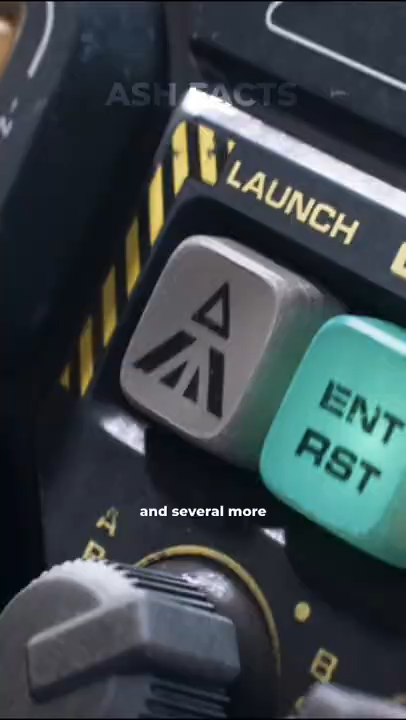 ASH FACTS
LAUNCH
ENT
RST
and several more
A
B
B